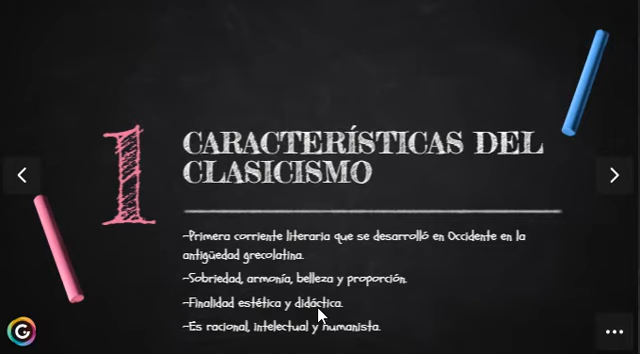 1
CARACTERÍSTICAS DEL
CLASICISMO
-Primera corriente literaria que se desarrolló en Occidente en la
antigüedad grecolatina.
-Sobriedad, armonía, belleza y proporción.
-Finalidad estética y didáctica.
-Es racional, intelectual y humanista.